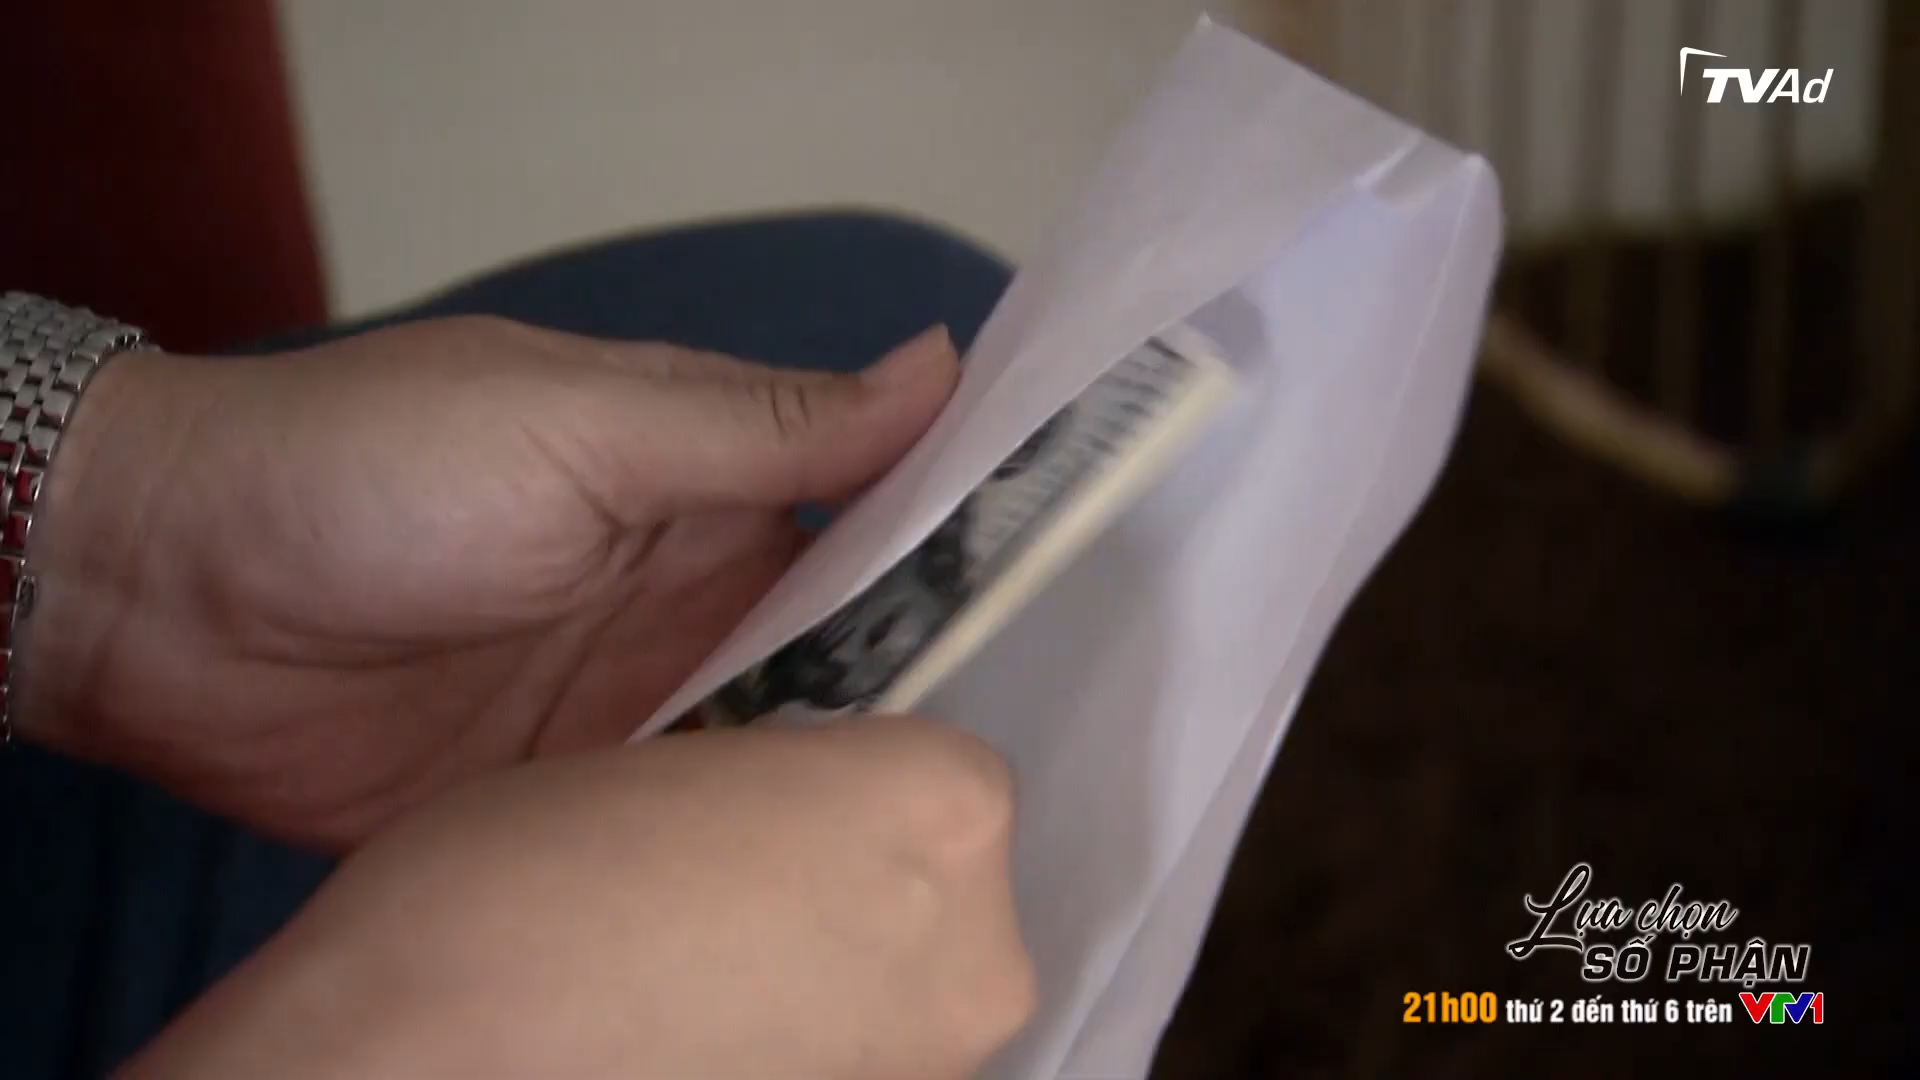 TVAd
Lựa chọn
SỐ PHẬN
21h00 thứ 2 đến thứ 6 trên VTV1